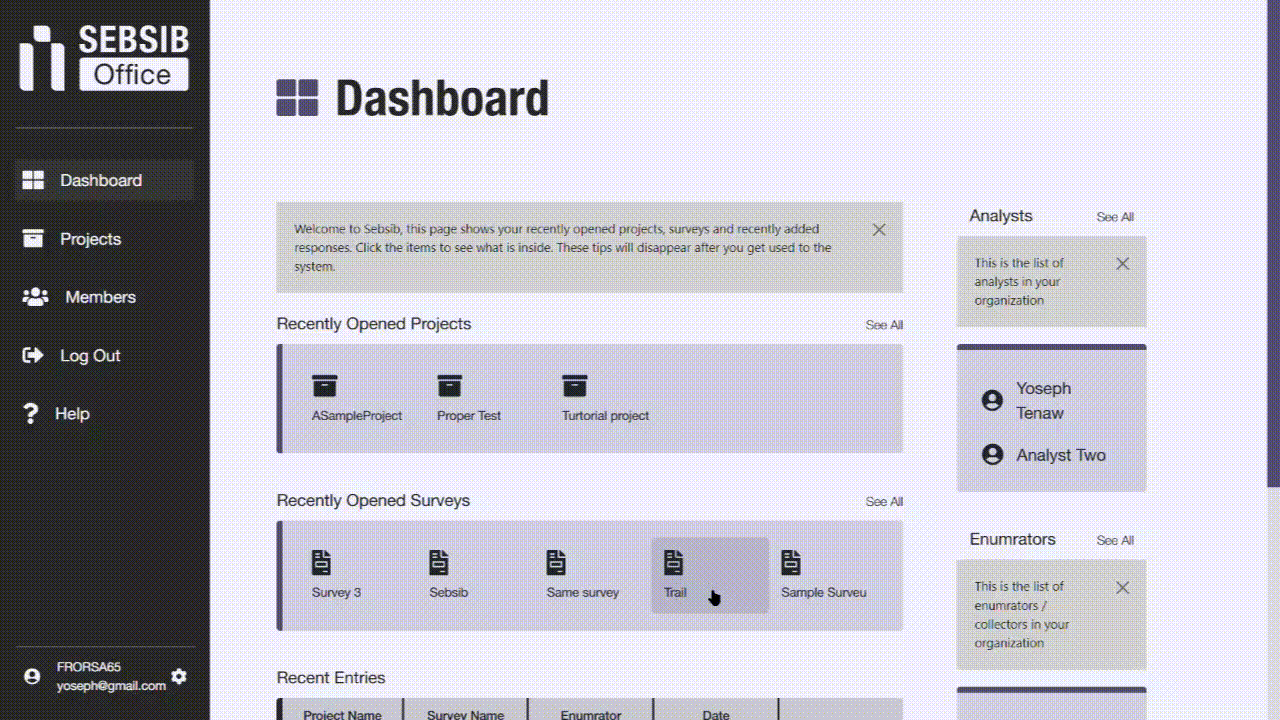 SEBSIB
Office
Dashboard
Projects
Members
Log Out
Help
FRORSA65
yoseph@gmail.com
Dashboard
Welcome to Sebsib, this page shows your recently opened projects, surveys and recently added
responses. Click the items to see what is inside. These tips will disappear after you get used to the
system.
Recently Opened Projects
See All
ASampleProject
Proper Test
Turtorial project
Recently Opened Surveys
See All
Survey 3
Sebsib
Same survey
Trail
Sample Surveu
Recent Entries
Project Name
Survey Name
Enumrator
Date
Analysts
See All
This is the list of
analysts in your
organization
Yoseph
Tenaw
Analyst Two
Enumrators
See All
This is the list of
enumrators /
collectors in your
organization